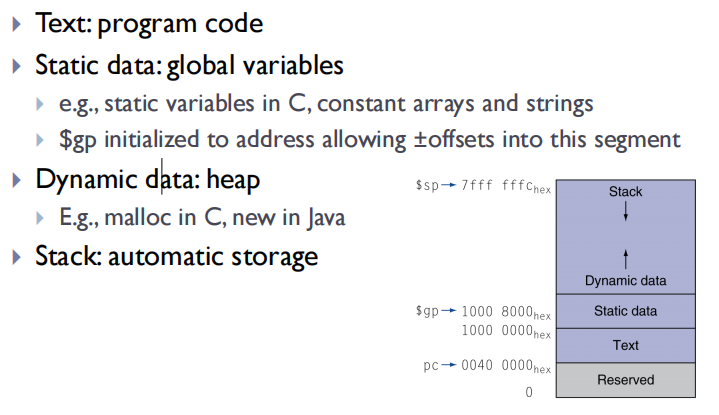 Text: program code
Static data: global variables
e.g., static variables in C, constant arrays and strings
$gp initialized to address allowing ±offsets into this segment
Dynamic data: heap
E.g., malloc in C, new in Java
Stack: automatic storage
$sp→ 7fff fffc hex
Stack
Dynamic data
$gp→ 1000 8000 hex
Static data
1000 0000 hex
Text
pc→ 0040 0000 hex
Reserved
0